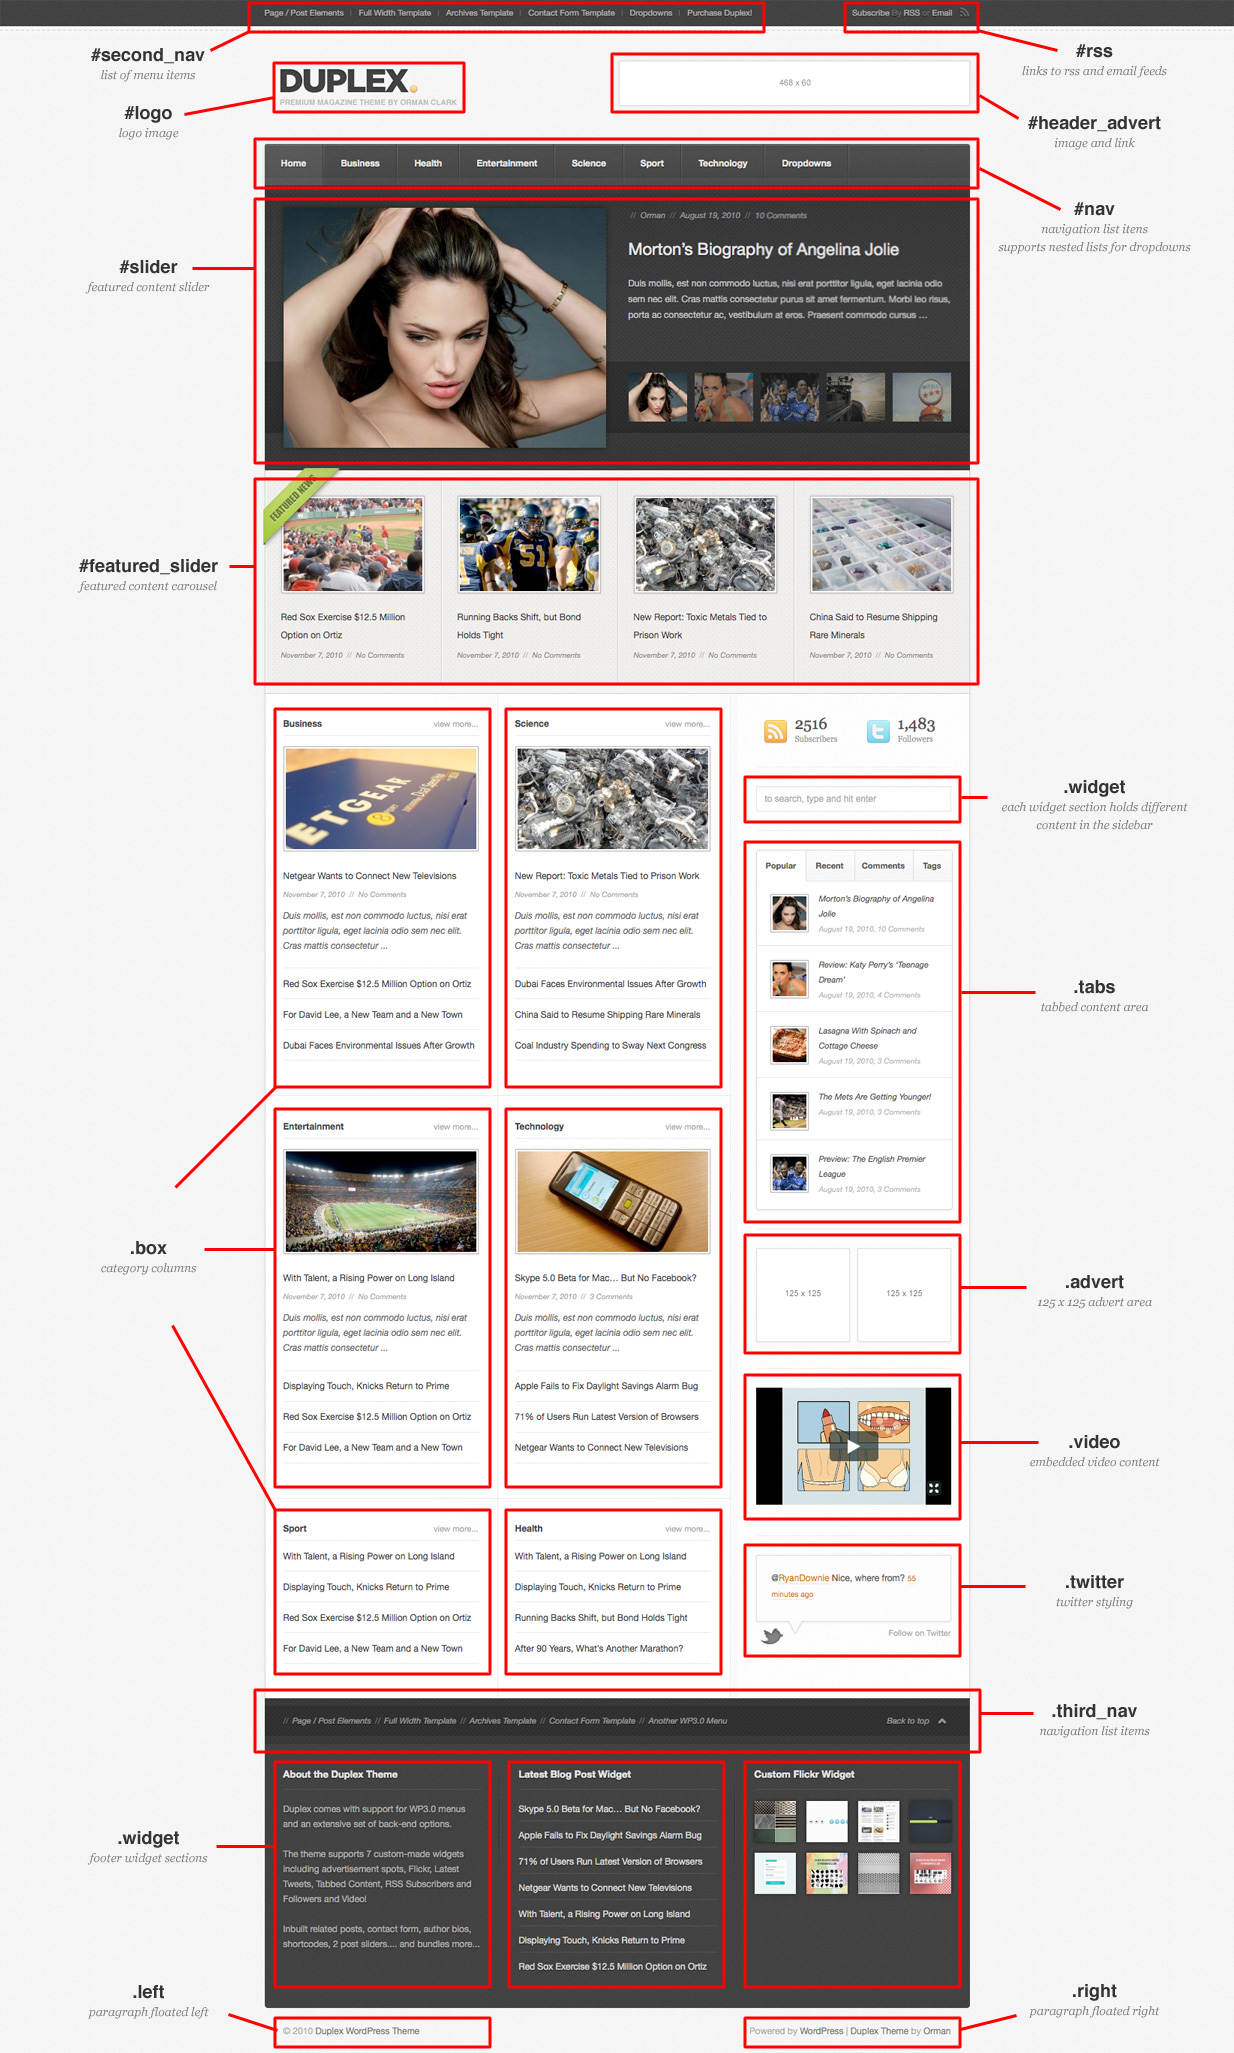 Page / Post Elements | Full Width Template | Archives Template | Contact Form Template | Dropdowns | Purchase Duplex!
Subscribe By RSS or Email
#second_nav
list of menu items
#rss
links to rss and email feeds
#logo
logo image
DUPLEX.
PREMIUM MAGAZINE THEME BY ORMAN CLARK
468 x 60
#header_advert
image and link
Home Business Health Entertainment Science Sport Technology Dropdowns
#nav
navigation list itens
supports nested lists for dropdowns
#slider
featured content slider
// Orman // August 19, 2010 // 10 Comments
Morton's Biography of Angelina Jolie
Duis mollis, est non commodo luctus, nisi erat porttitor ligula, eget lacinia odio
sem nec elit. Cras mattis consectetur purus sit amet fermentum. Morbi leo risus,
porta ac consectetur ac, vestibulum at eros. Praesent commodo cursus ...
FEATURED NEWS
51
#featured_slider
featured content carousel
Red Sox Exercise $12.5 Million
Option on Ortiz
November 7, 2010 // No Comments
Running Backs Shift, but Bond
Holds Tight
November 7, 2010 // No Comments
New Report: Toxic Metals Tied to
Prison Work
November 7, 2010 // No Comments
China Said to Resume Shipping
Rare Minerals
November 7, 2010 // No Comments
Business view more...
ETGEAR
Netgear Wants to Connect New Televisions
November 7, 2010 // No Comments
Duis mollis, est non commodo luctus, nisi erat
porttitor ligula, eget lacinia odio sem nec elit.
Cras mattis consectetur ...
Red Sox Exercise $12.5 Million Option on Ortiz
For David Lee, a New Team and a New Town
Dubai Faces Environmental Issues After Growth
Science view more...
New Report: Toxic Metals Tied to Prison Work
November 7, 2010 // No Comments
Duis mollis, est non commodo luctus, nisi erat
porttitor ligula, eget lacinia odio sem nec elit.
Cras mattis consectetur ...
Dubai Faces Environmental Issues After Growth
China Said to Resume Shipping Rare Minerals
Coal Industry Spending to Sway Next Congress
2516
Subscribers
1,483
Followers
to search, type and hit enter
.widget
each widget section holds different
content in the sidebar
Popular Recent Comments Tags
Morton's Biography of Angelina
Jolie
August 19, 2010, 10 Comments
Review: Katy Perry's 'Teenage
Dream'
August 19, 2010, 4 Comments
Lasagna With Spinach and
Cottage Cheese
August 19, 2010, 3 Comments
The Mets Are Getting Younger!
August 19, 2010, 3 Comments
Preview: The English Premier
League
August 19, 2010, 3 Comments
.tabs
tabbed content area
.box
category columns
Entertainment view more...
With Talent, a Rising Power on Long Island
November 7, 2010 // No Comments
Duis mollis, est non commodo luctus, nisi erat
porttitor ligula, eget lacinia odio sem nec elit.
Cras mattis consectetur ...
Displaying Touch, Knicks Return to Prime
Red Sox Exercise $12.5 Million Option on Ortiz
For David Lee, a New Team and a New Town
Technology view more...
Skype 5.0 Beta for Mac... But No Facebook?
November 7, 2010 // 3 Comments
Duis mollis, est non commodo luctus, nisi erat
porttitor ligula, eget lacinia odio sem nec elit.
Cras mattis consectetur ...
Apple Fails to Fix Daylight Savings Alarm Bug
71% of Users Run Latest Version of Browsers
Netgear Wants to Connect New Televisions
125 x 125 125 x 125
.advert
125 x 125 advert area
.video
embedded video content
Sport view more...
With Talent, a Rising Power on Long Island
Displaying Touch, Knicks Return to Prime
Red Sox Exercise $12.5 Million Option on Ortiz
For David Lee, a New Team and a New Town
Health view more...
With Talent, a Rising Power on Long Island
Displaying Touch, Knicks Return to Prime
Running Backs Shift, but Bond Holds Tight
After 90 Years, What's Another Marathon?
@RyanDownie Nice, where from? 55
minutes ago
Follow on Twitter
.twitter
twitter styling
// Page / Post Elements // Full Width Template // Archives Template // Contact Form Template // Another WP3.0 Menu
Back to top
.third_nav
navigation list items
About the Duplex Theme
Duplex comes with support for WP3.0 menus
and an extensive set of back-end options.
The theme supports 7 custom-made widgets
including advertisement spots, Flickr, Latest
Tweets, Tabbed Content, RSS Subscribers and
Followers and Video!
Inbuilt related posts, contact form, author bios,
shortcodes, 2 post sliders.... and bundles more...
Latest Blog Post Widget
Skype 5.0 Beta for Mac... But No Facebook?
Apple Fails to Fix Daylight Savings Alarm Bug
71% of Users Run Latest Version of Browsers
Netgear Wants to Connect New Televisions
With Talent, a Rising Power on Long Island
Displaying Touch, Knicks Return to Prime
Red Sox Exercise $12.5 Million Option on Ortiz
Custom Flickr Widget
.widget
footer widget sections
.left
paragraph floated left
© 2010 Duplex WordPress Theme
Powered by WordPress | Duplex Theme by Orman
.right
paragraph floated right